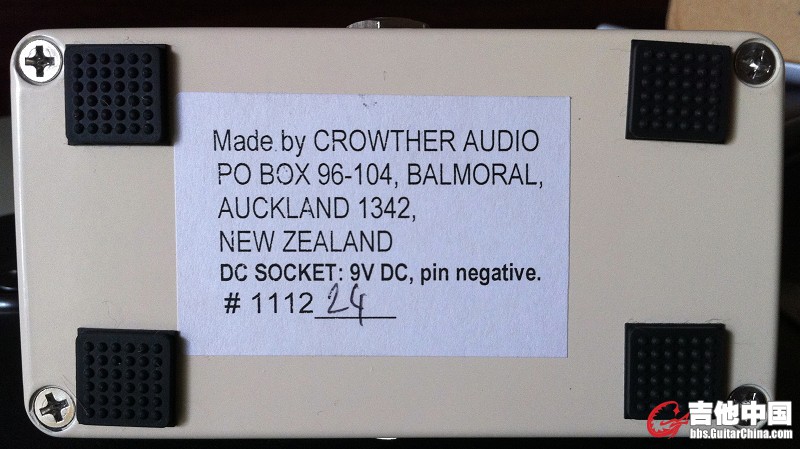 Made by CROWTHER AUDIO
PO BOX 96-104, BALMORAL,
AUCKLAND 1342,
NEW ZEALAND
DC SOCKET: 9V DC, pin negative.
# 1112 24
吉他中国
bbs.GuitarChina.com